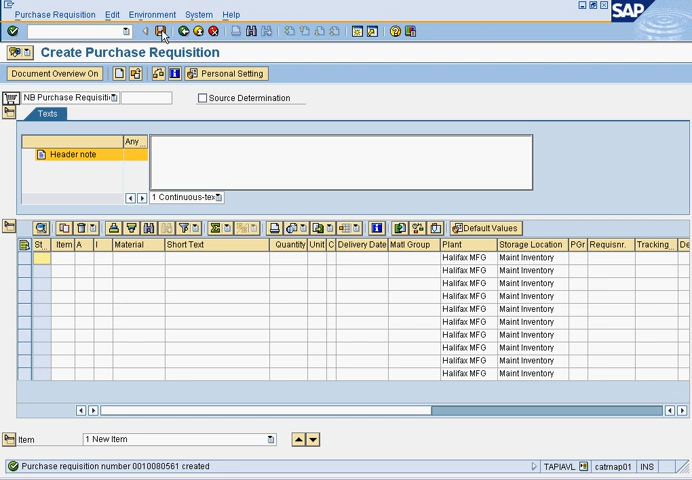 Purchase Requisition Edit Environment System Help
SAP
Create Purchase Requisition
Document Overview On Personal Setting
NB Purchase Requisiti Source Determination
Texts
Any...
Header note
1 Continuous-tex
Default Values
St... Item A I Material Short Text Quantity Unit C Delivery Date Matl Group Plant Storage Location PGr Requisnr. Tracking... De
Halifax MFG Maint Inventory
Halifax MFG Maint Inventory
Halifax MFG Maint Inventory
Halifax MFG Maint Inventory
Halifax MFG Maint Inventory
Halifax MFG Maint Inventory
Halifax MFG Maint Inventory
Halifax MFG Maint Inventory
Halifax MFG Maint Inventory
Halifax MFG Maint Inventory
Item 1 New Item
Purchase requisition number 0010080561 created TAPIAVL catmap01 INS